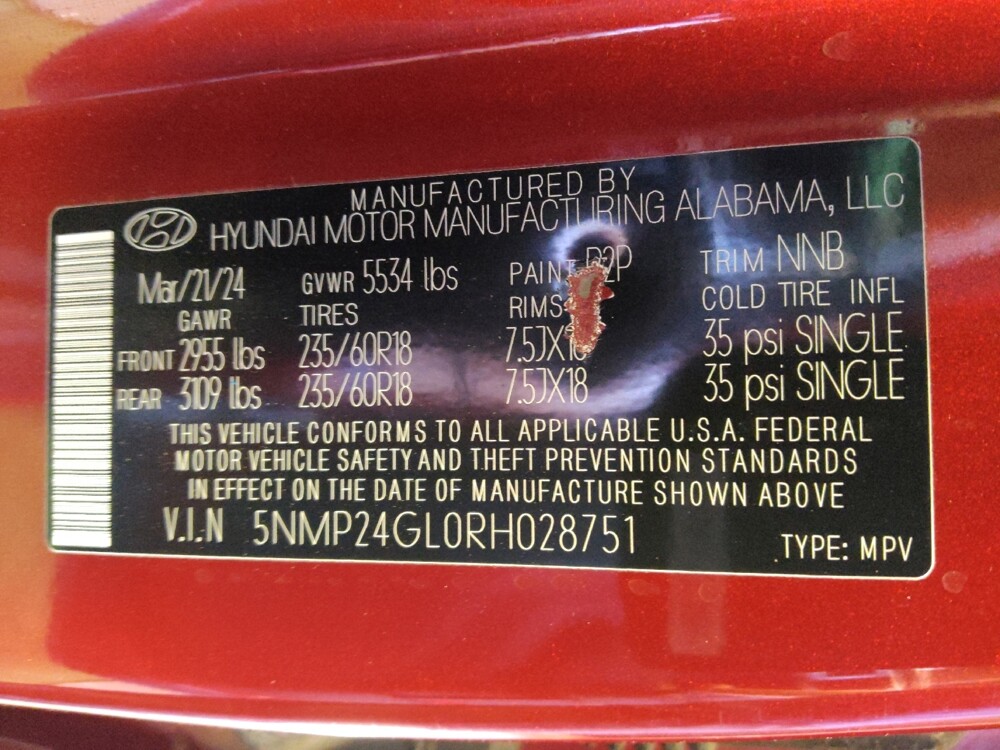 MANUFACTURED BY
HYUNDAI MOTOR MANUFACTURING ALABAMA, LLC
Mar/21/24 GVWR 5534 lbs PAINT TRIM NNB
GAWR TIRES RIMS COLD TIRE INFL
FRONT 2955 lbs 235/60R18 7.5JX18 35 psi SINGLE
REAR 3109 lbs 235/60R18 7.5JX18 35 psi SINGLE
THIS VEHICLE CONFORMS TO ALL APPLICABLE U.S.A. FEDERAL
MOTOR VEHICLE SAFETY AND THEFT PREVENTION STANDARDS
IN EFFECT ON THE DATE OF MANUFACTURE SHOWN ABOVE
V.I.N 5NMP24GL0RH028751 TYPE: MPV